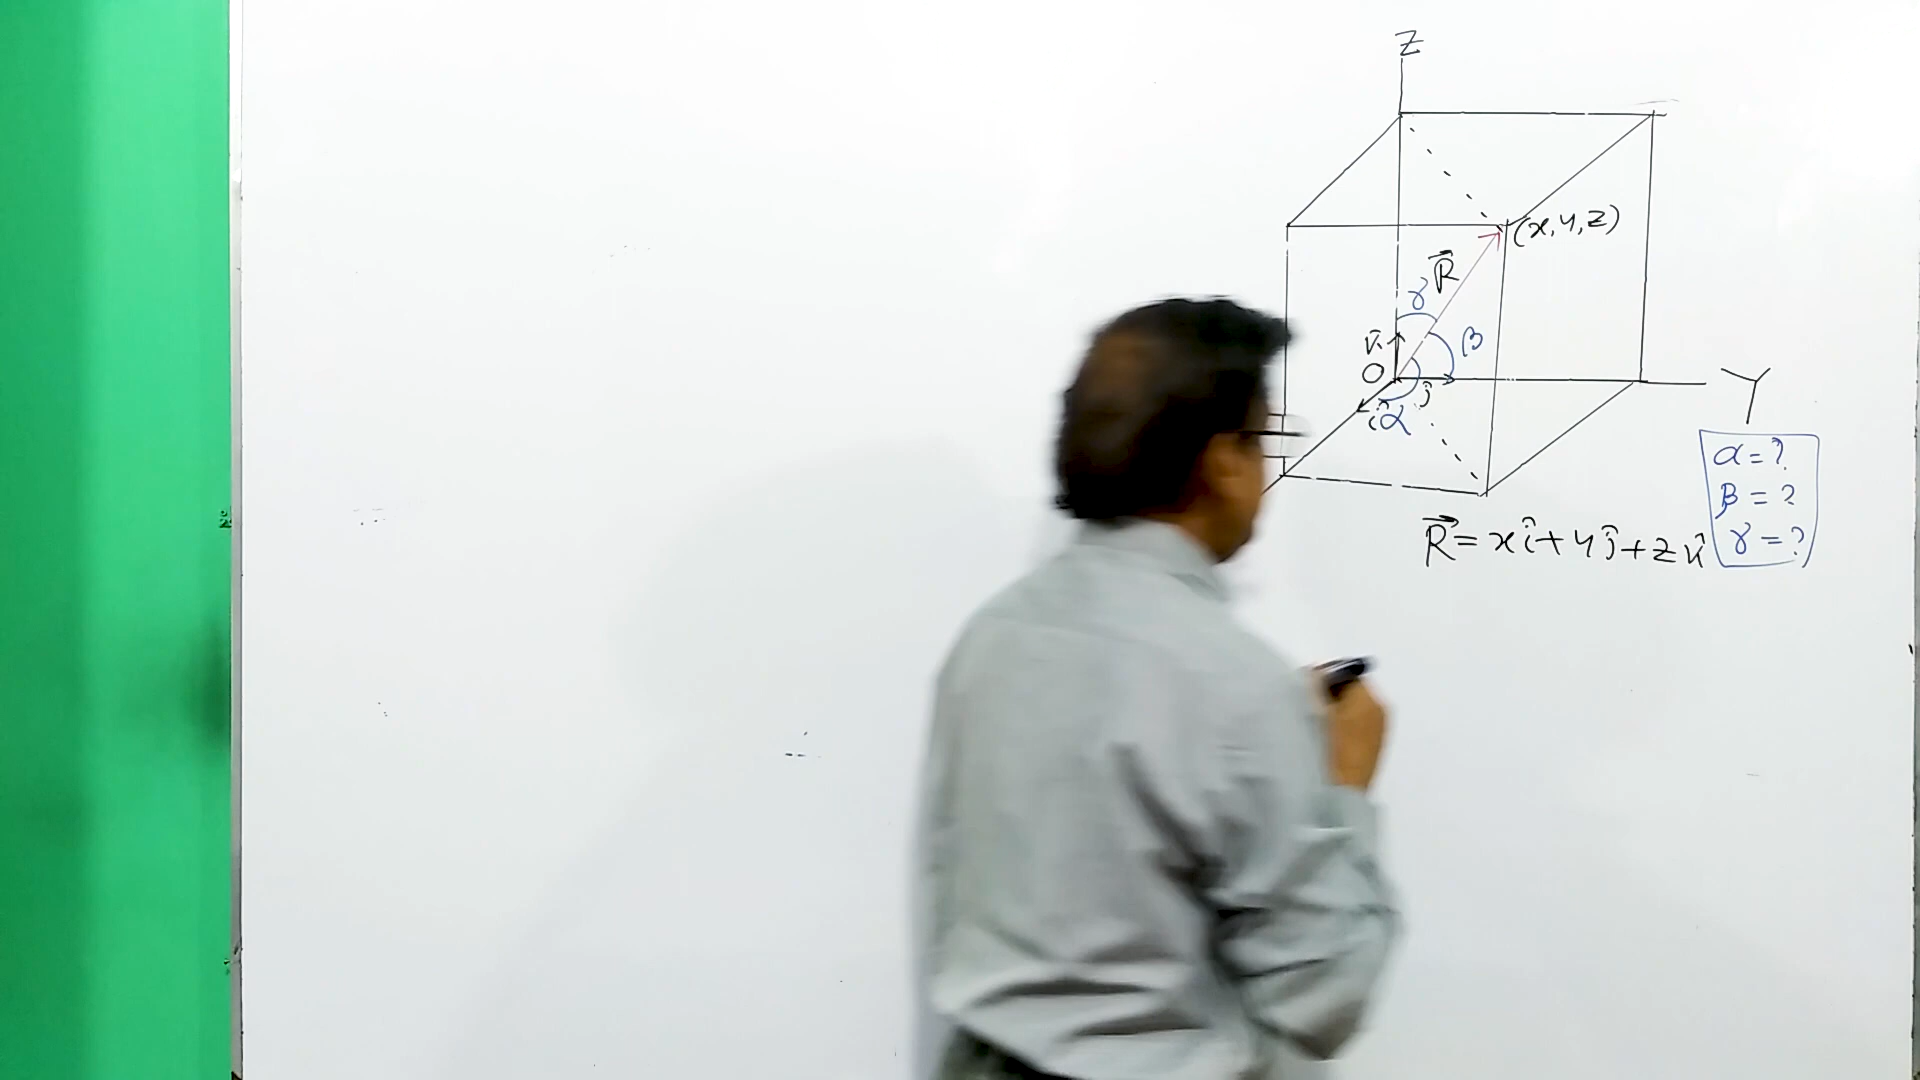 Z
(x, y, z)
R⃗
γ
β
k̂
O
ĵ
î α
Y
α = ?
β = ?
γ = ?
R⃗ = xî + yĵ + zk̂